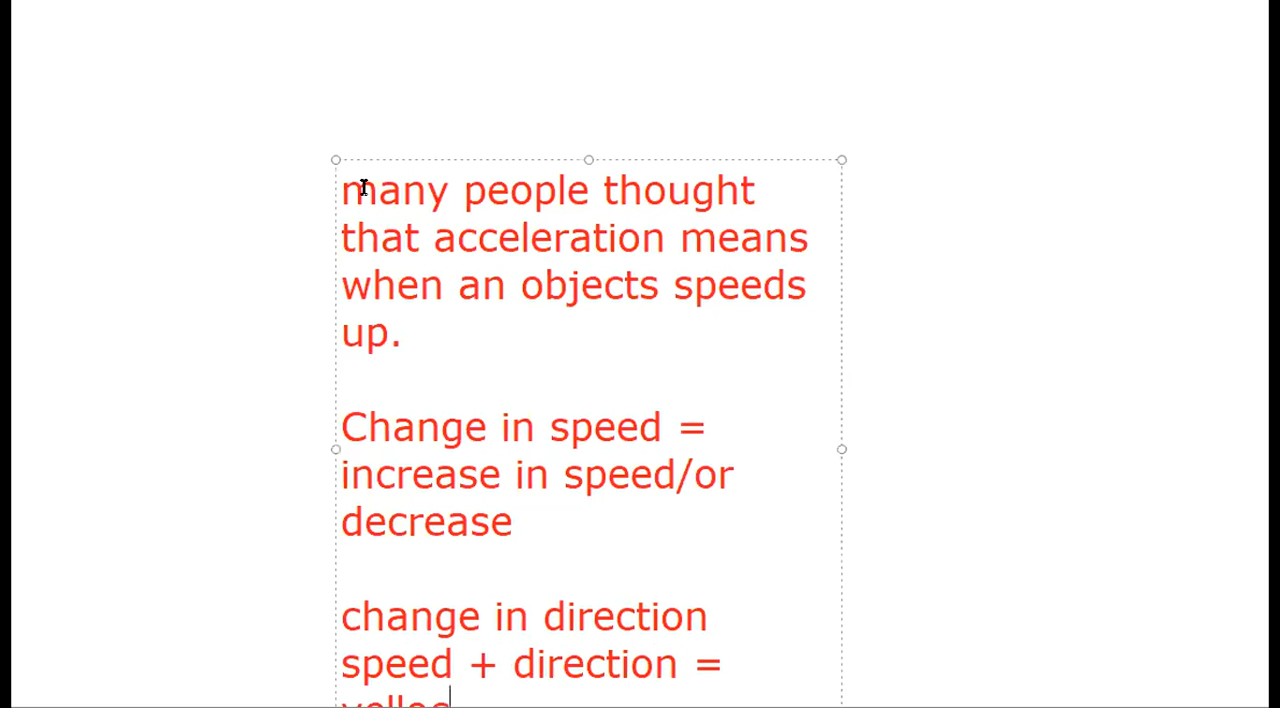 many people thought
that acceleration means
when an objects speeds
up.
Change in speed =
increase in speed/or
decrease
change in direction
speed + direction =